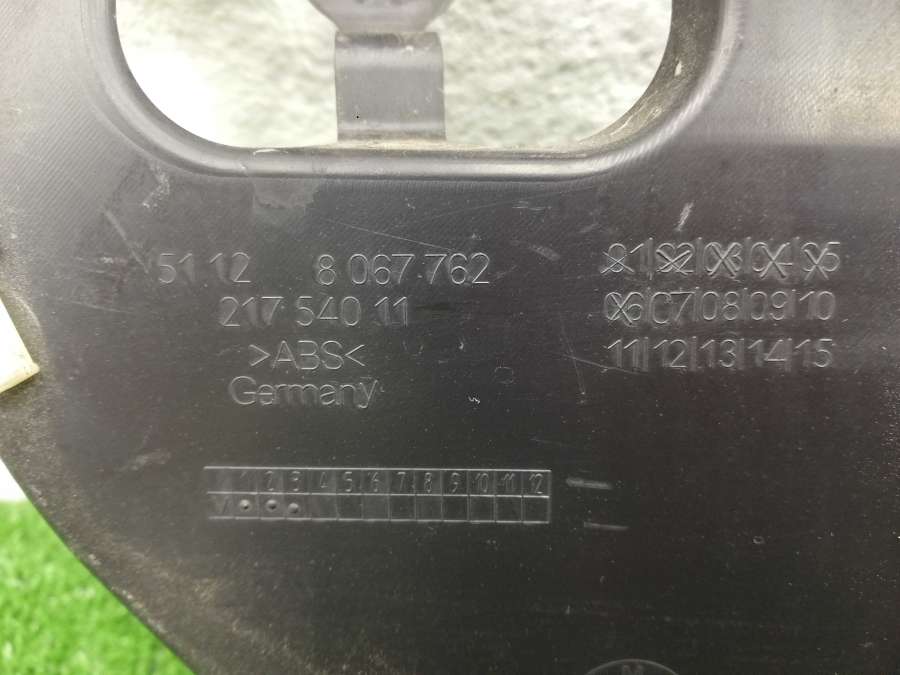 51 12 8 067 762
217 540 11
>ABS<
Germany
01|02|03|04|05
06|07|08|09|10
11|12|13|14|15
1 2 3 4 5 6 7 8 9 10 11 12